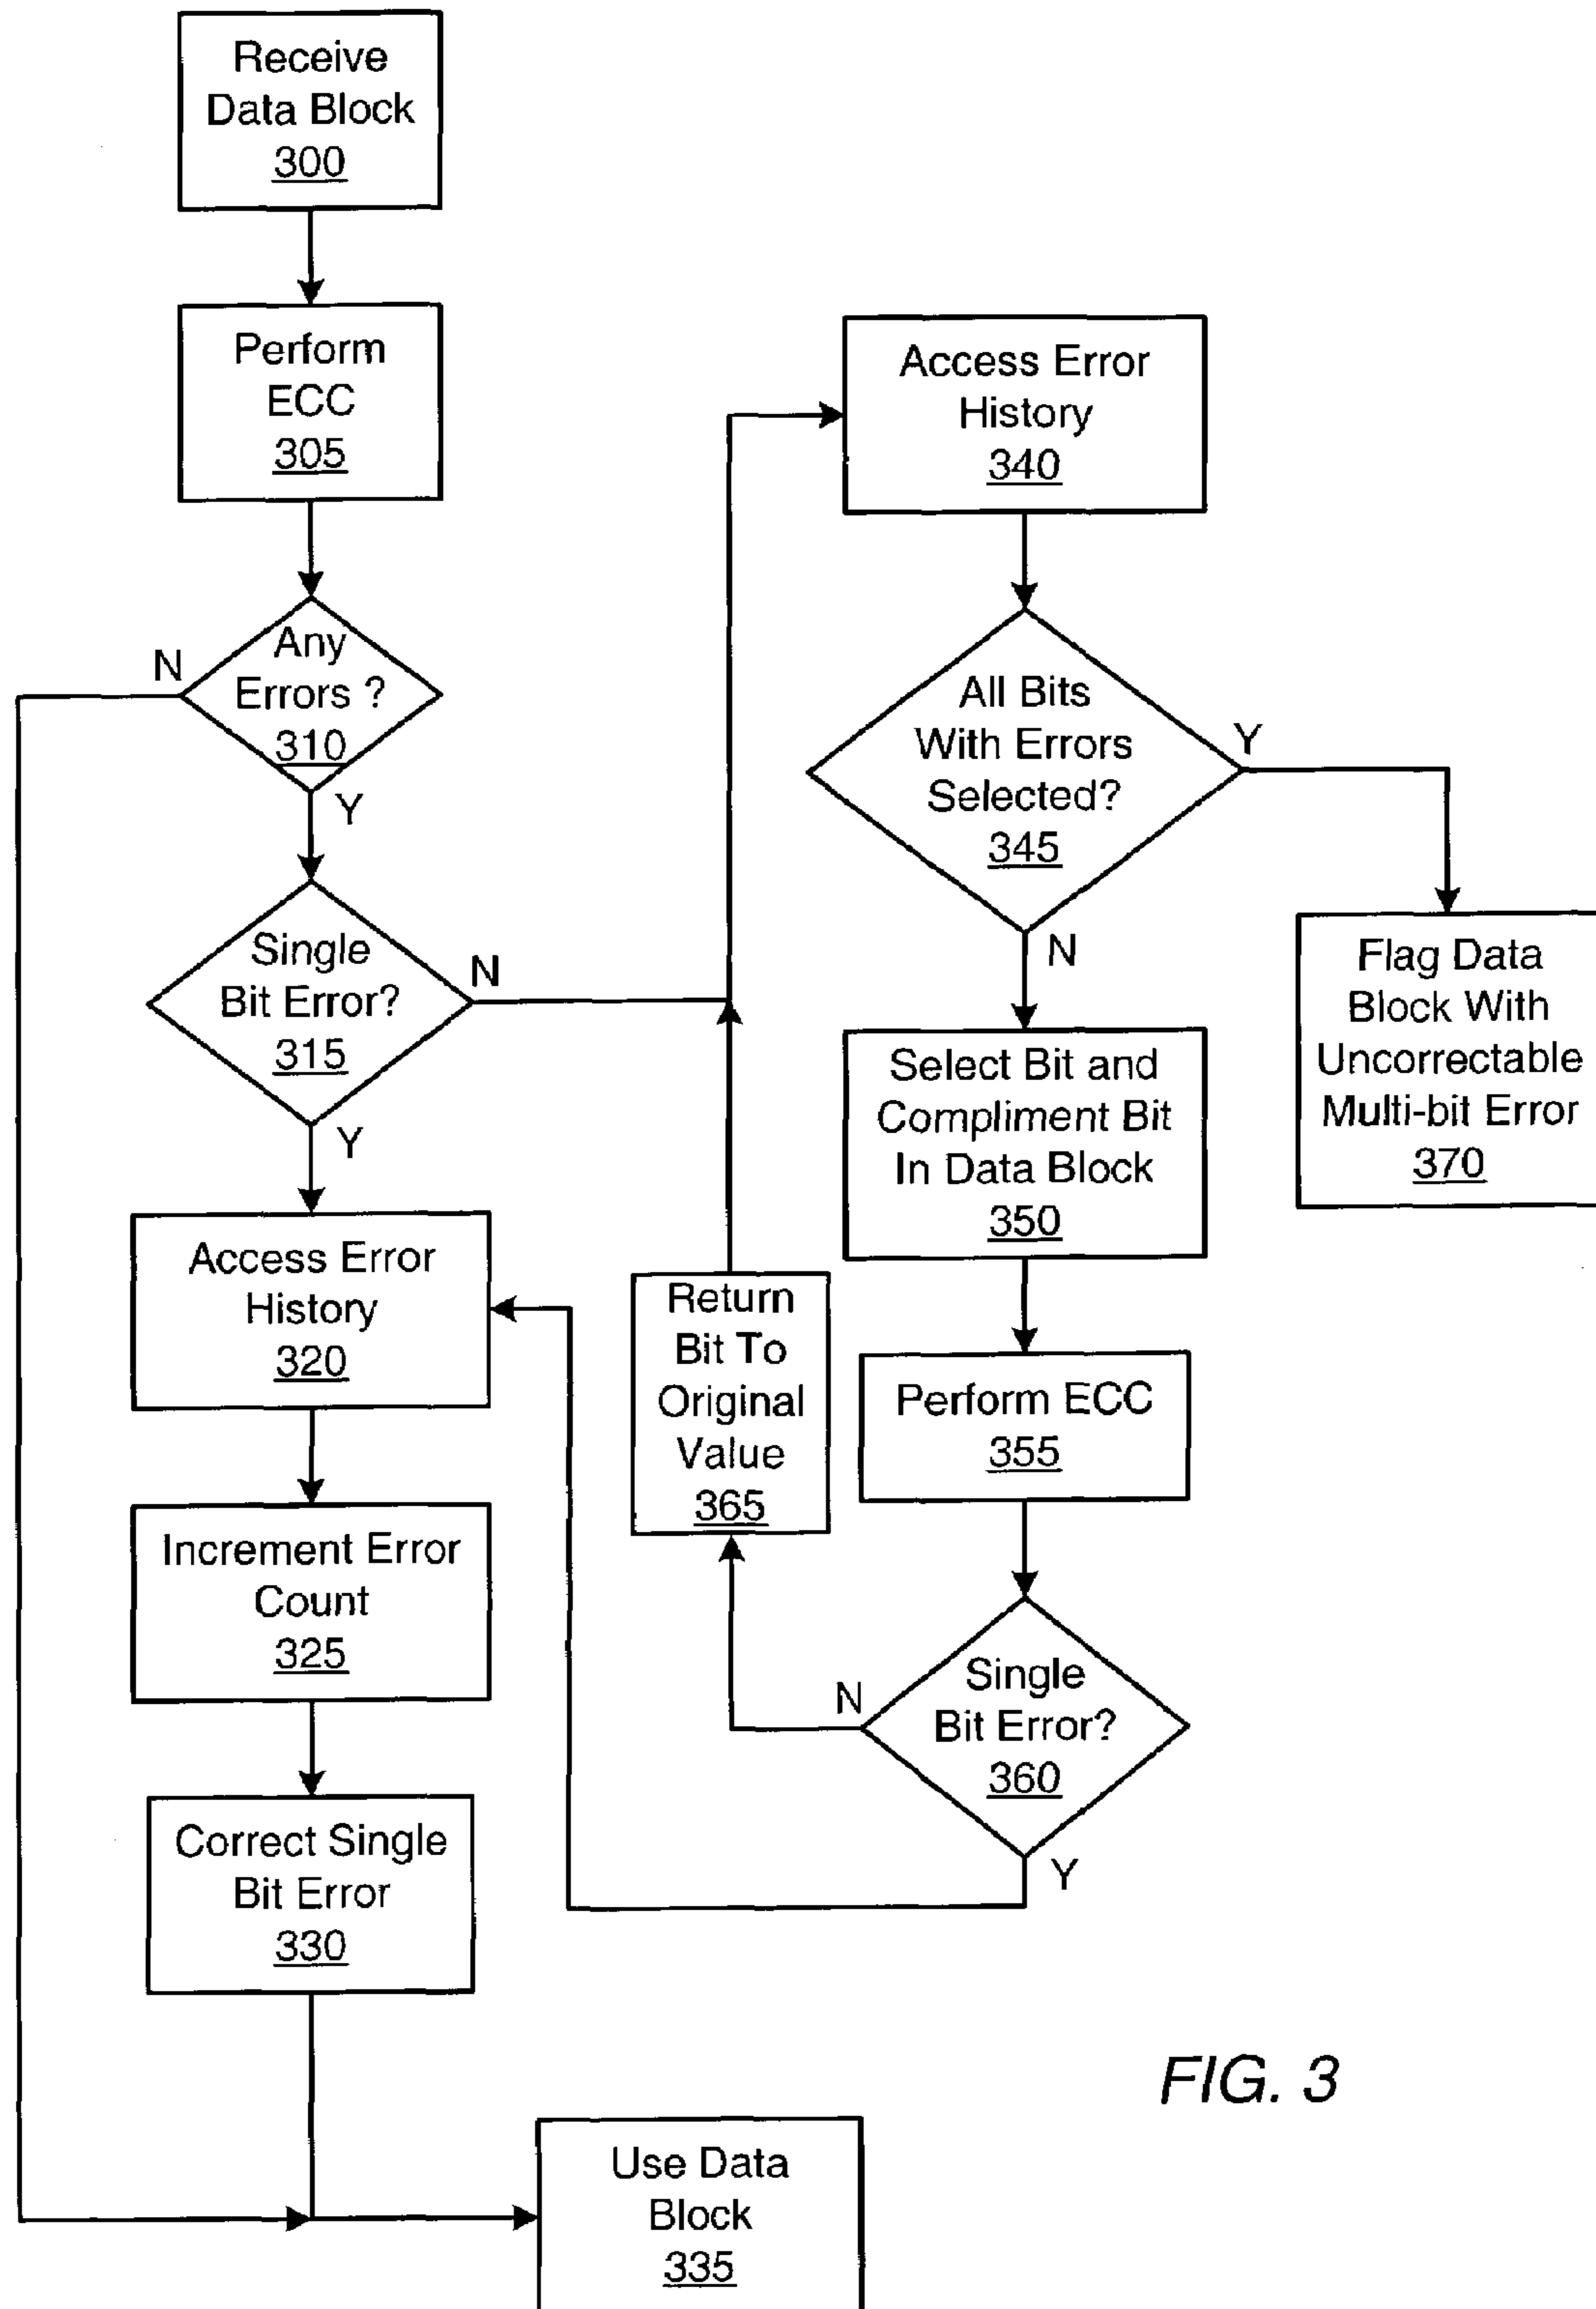 Receive
Data Block
300
Perform
ECC
305
Any
Errors ?
310
N
Y
Single
Bit Error?
315
N
Y
Access Error
History
320
Increment Error
Count
325
Correct Single
Bit Error
330
Use Data
Block
335
Access Error
History
340
All Bits
With Errors
Selected?
345
Y
N
Flag Data
Block With
Uncorrectable
Multi-bit Error
370
Select Bit and
Compliment Bit
In Data Block
350
Perform ECC
355
Single
Bit Error?
360
N
Y
Return
Bit To
Original
Value
365
FIG. 3